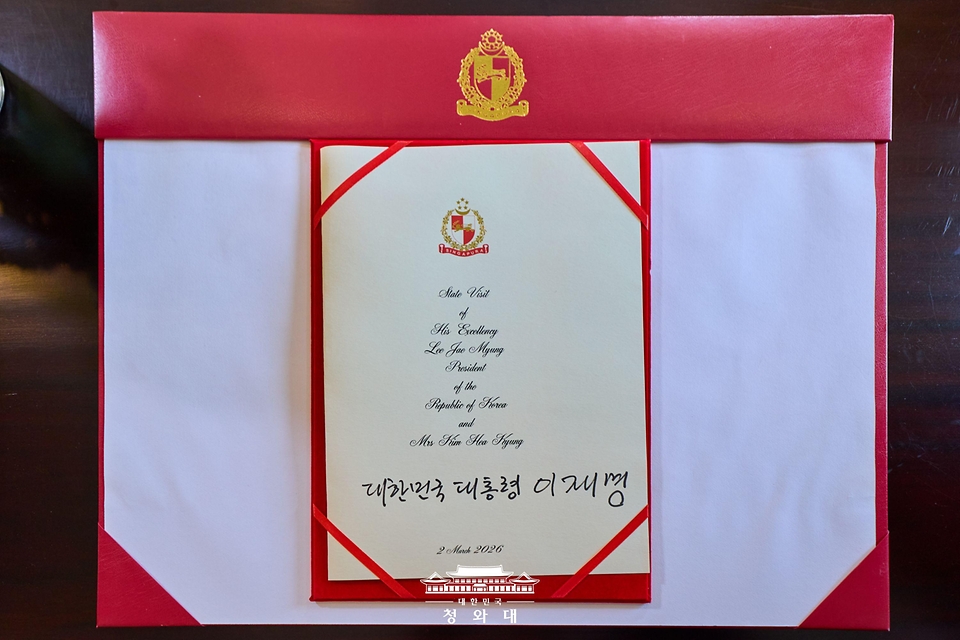 SINGAPURA
State Visit
of
His Excellency
Lee Jae Myung
President
of the
Republic of Korea
and
Mrs Kim Hea Kyung
대한민국 대통령 이재명
2 March 2026
대한민국
청와대